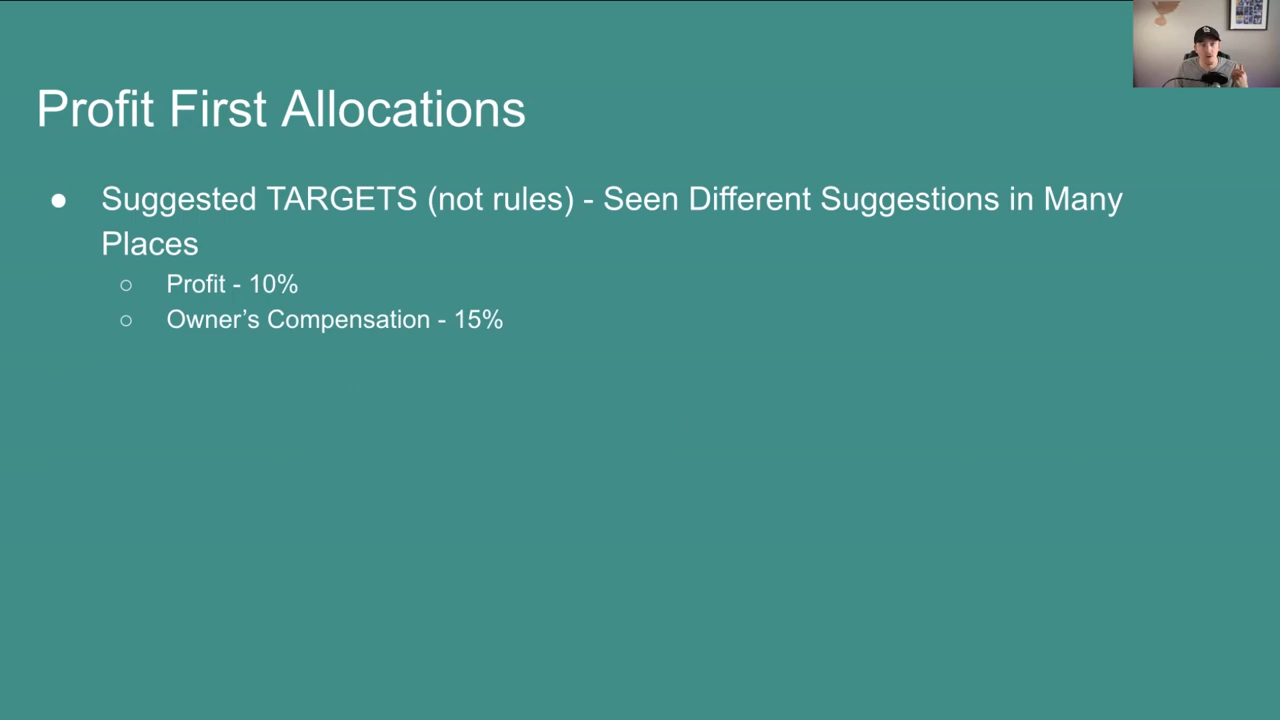 Profit First Allocations
● Suggested TARGETS (not rules) - Seen Different Suggestions in Many
Places
○ Profit - 10%
○ Owner’s Compensation - 15%